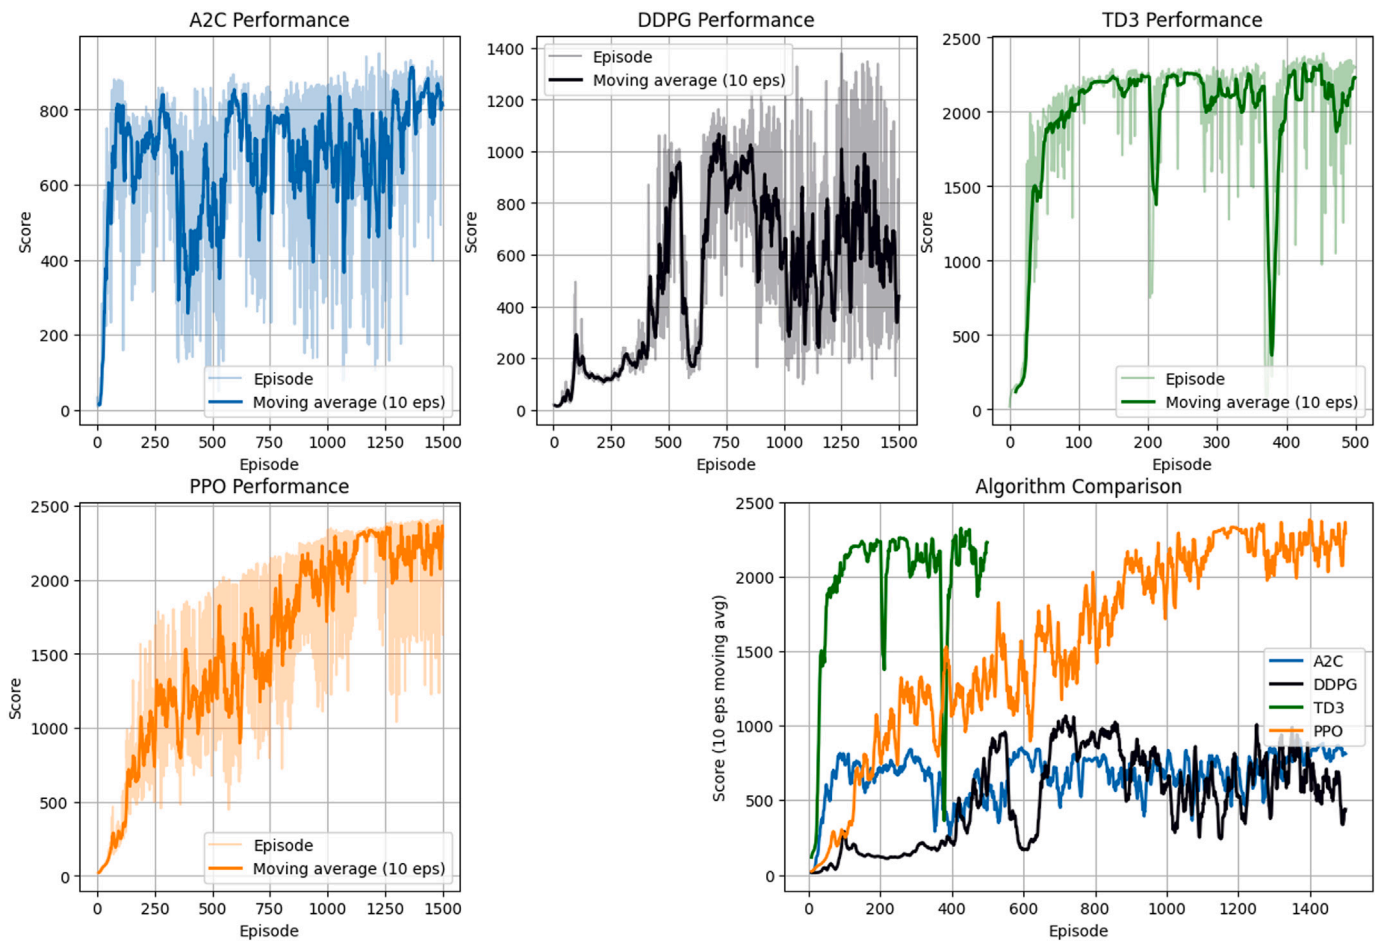 A2C Performance
Score
800
600
400
200
0
Episode
Moving average (10 eps)
0 250 500 750 1000 1250 1500
Episode
DDPG Performance
Score
1400
1200
1000
800
600
400
200
0
Episode
Moving average (10 eps)
0 250 500 750 1000 1250 1500
Episode
TD3 Performance
Score
2500
2000
1500
1000
500
0
Episode
Moving average (10 eps)
0 100 200 300 400 500
Episode
PPO Performance
Score
2500
2000
1500
1000
500
0
Episode
Moving average (10 eps)
0 250 500 750 1000 1250 1500
Episode
Algorithm Comparison
Score (10 eps moving avg)
2500
2000
1500
1000
500
0
A2C
DDPG
TD3
PPO
0 200 400 600 800 1000 1200 1400
Episode